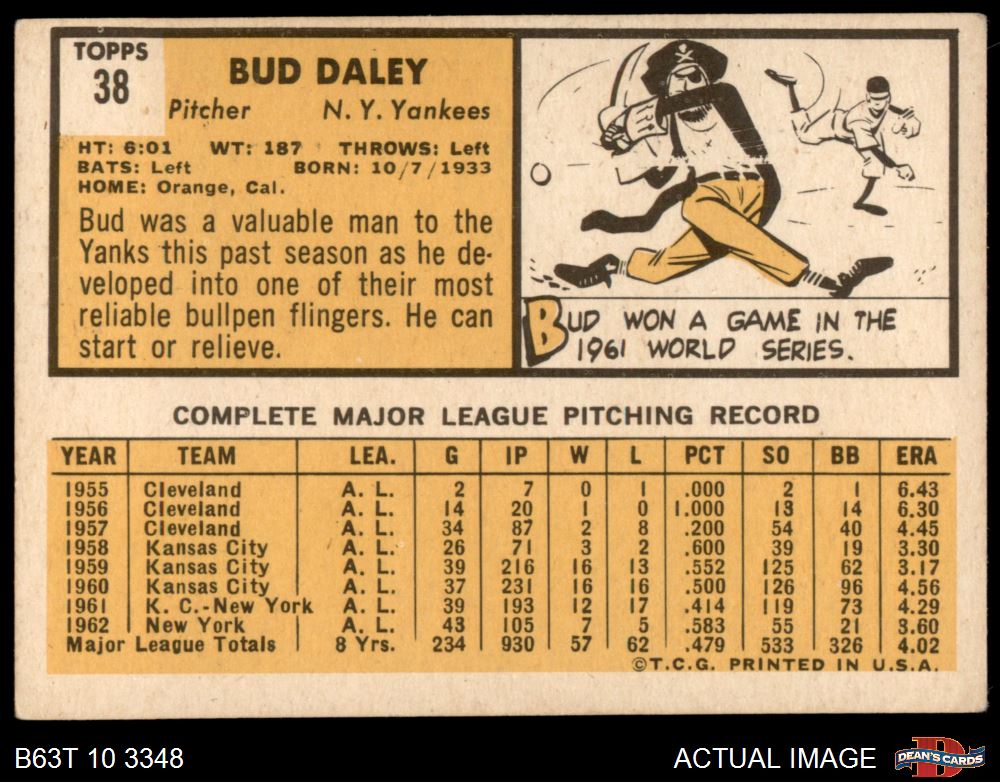 TOPPS
38
BUD DALEY
Pitcher N. Y. Yankees
HT: 6:01 WT: 187 THROWS: Left
BATS: Left BORN: 10/7/1933
HOME: Orange, Cal.
Bud was a valuable man to the
Yanks this past season as he de-
veloped into one of their most
reliable bullpen flingers. He can
start or relieve.
BUD WON A GAME IN THE
1961 WORLD SERIES.
COMPLETE MAJOR LEAGUE PITCHING RECORD
YEAR TEAM LEA. G IP W L PCT SO BB ERA
1955 Cleveland A. L. 2 7 0 1 .000 2 1 6.43
1956 Cleveland A. L. 14 20 1 0 1.000 13 14 6.30
1957 Cleveland A. L. 34 87 2 8 .200 54 40 4.45
1958 Kansas City A. L. 26 71 3 2 .600 39 19 3.30
1959 Kansas City A. L. 39 216 16 13 .552 125 62 3.17
1960 Kansas City A. L. 37 231 16 16 .500 126 96 4.56
1961 K. C.-New York A. L. 39 193 12 17 .414 119 73 4.29
1962 New York A. L. 43 105 7 5 .583 55 21 3.60
Major League Totals 8 Yrs. 234 930 57 62 .479 533 326 4.02
©T.C.G. PRINTED IN U.S.A.
B63T 10 3348 ACTUAL IMAGE
D
DEAN'S CARDS